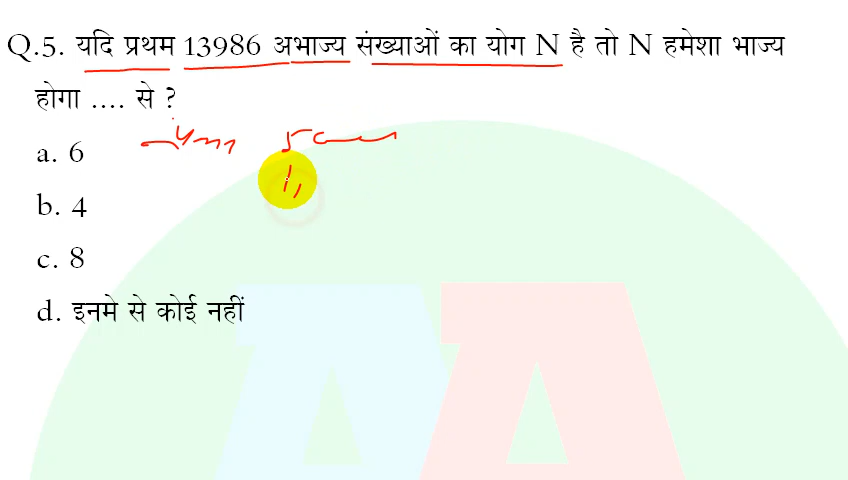 Q.5. यदि प्रथम 13986 अभाज्य संख्याओं का योग N है तो N हमेशा भाज्य
होगा .... से ?
a. 6
b. 4
c. 8
d. इनमे से कोई नहीं